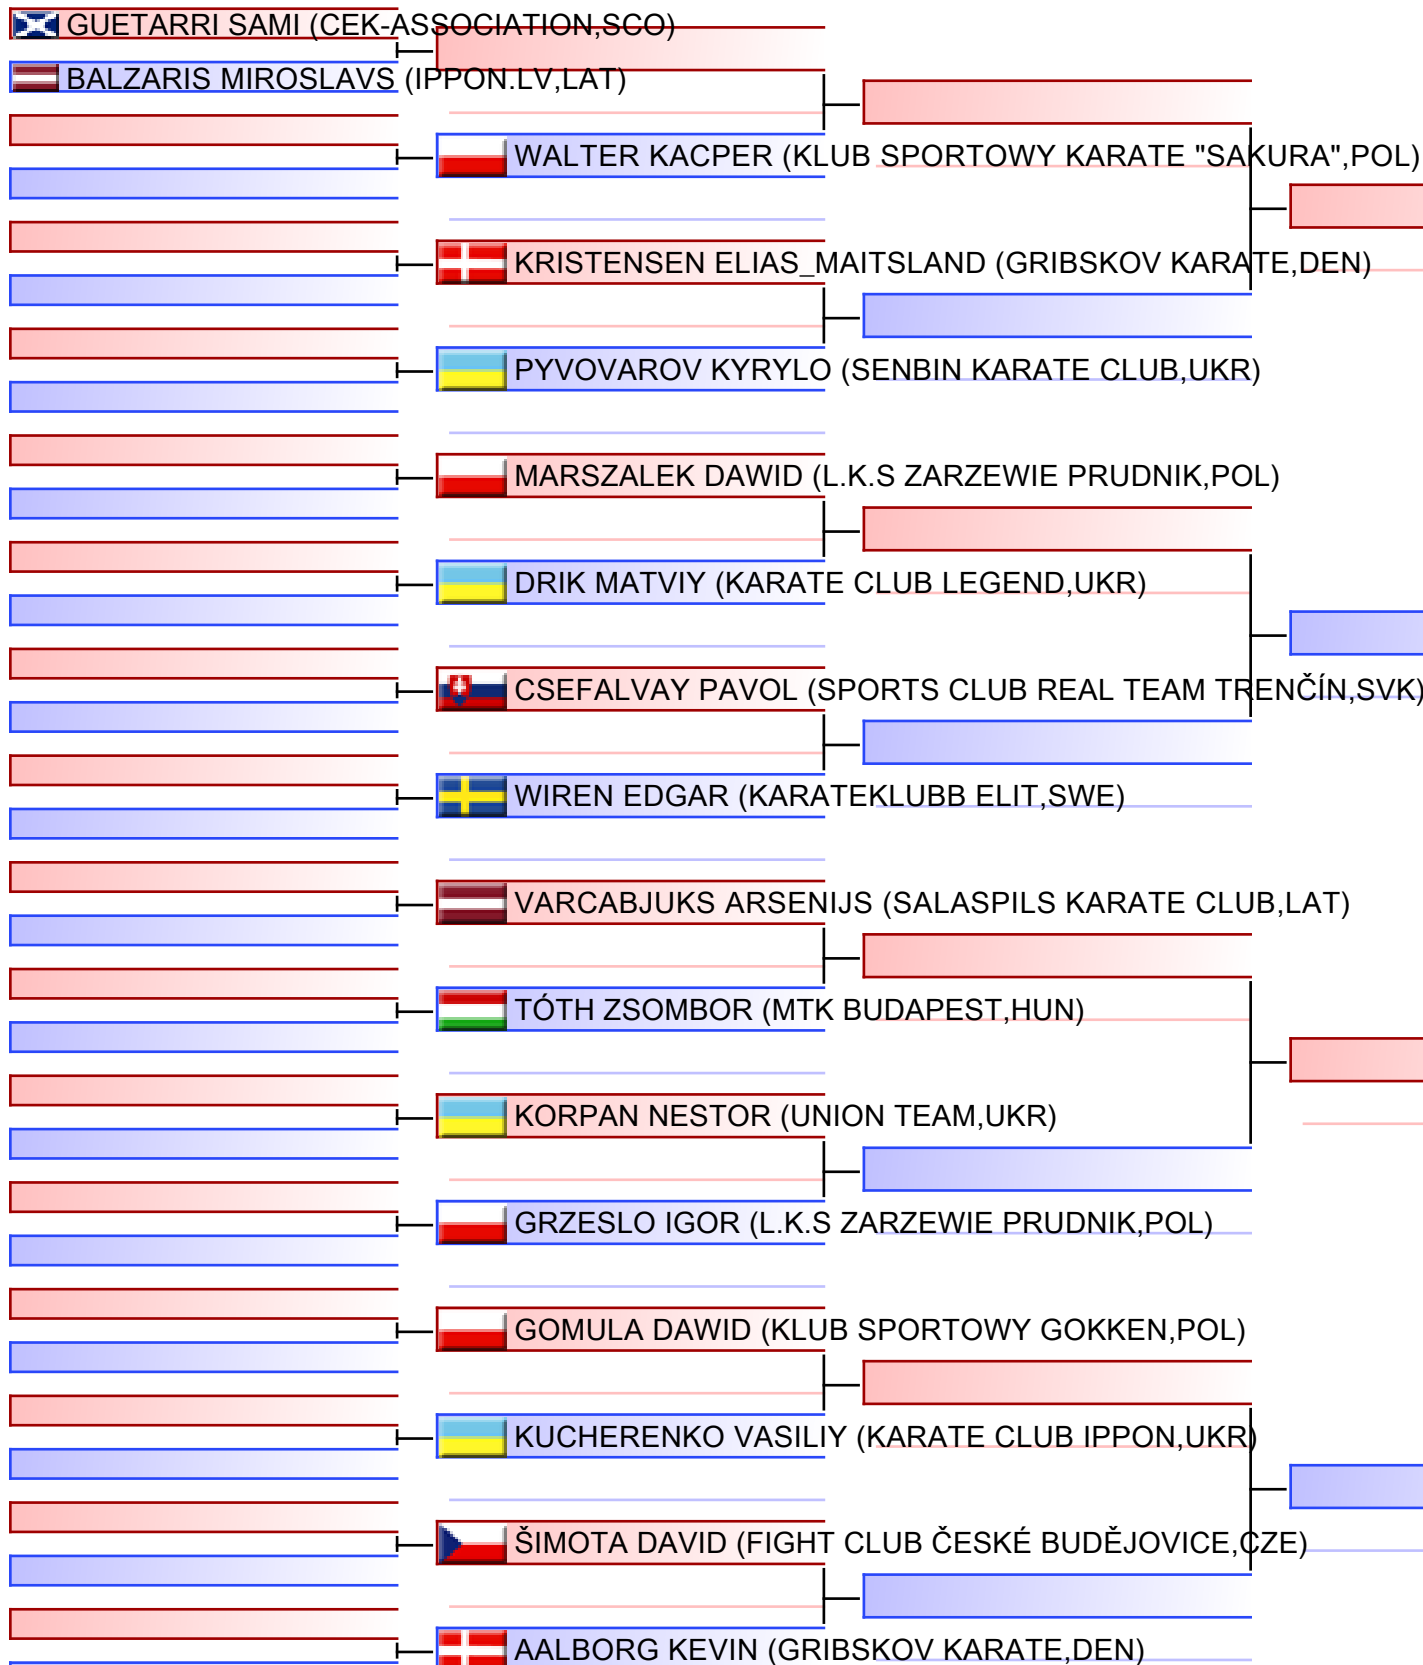 GUETARRI SAMI (CEK-ASSOCIATION,SCO)
BALZARIS MIROSLAVS (IPPON.LV,LAT)
WALTER KACPER (KLUB SPORTOWY KARATE "SAKURA",POL)
KRISTENSEN ELIAS_MAITSLAND (GRIBSKOV KARATE,DEN)
PYVOVAROV KYRYLO (SENBIN KARATE CLUB,UKR)
MARSZALEK DAWID (L.K.S ZARZEWIE PRUDNIK,POL)
DRIK MATVIY (KARATE CLUB LEGEND,UKR)
CSEFALVAY PAVOL (SPORTS CLUB REAL TEAM TRENČÍN,SVK)
WIREN EDGAR (KARATEKLUBB ELIT,SWE)
VARCABJUKS ARSENIJS (SALASPILS KARATE CLUB,LAT)
TÓTH ZSOMBOR (MTK BUDAPEST,HUN)
KORPAN NESTOR (UNION TEAM,UKR)
GRZESLO IGOR (L.K.S ZARZEWIE PRUDNIK,POL)
GOMULA DAWID (KLUB SPORTOWY GOKKEN,POL)
KUCHERENKO VASILIY (KARATE CLUB IPPON,UKR)
ŠIMOTA DAVID (FIGHT CLUB ČESKÉ BUDĚJOVICE,CZE)
AALBORG KEVIN (GRIBSKOV KARATE,DEN)